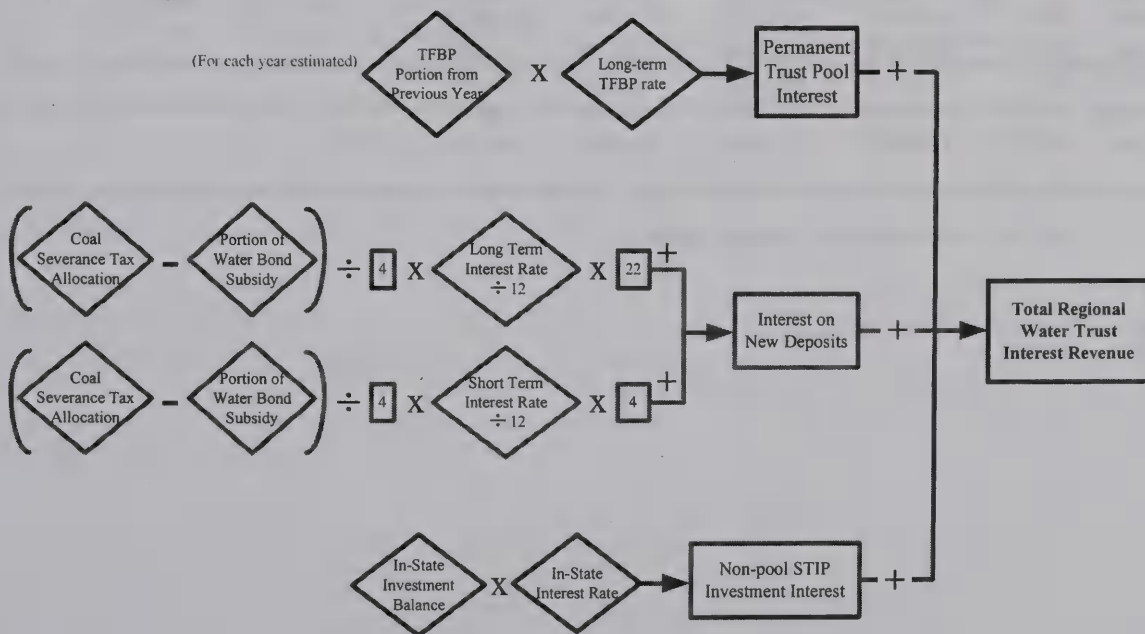 (For each year estimated)
TFBP
Portion from
Previous Year
X
Long-term
TFBP rate
Permanent
Trust Pool
Interest
+
(
Coal
Severance Tax
Allocation
−
Portion of
Water Bond
Subsidy
)
÷
4
X
Long Term
Interest Rate
÷ 12
X
22
+
(
Coal
Severance Tax
Allocation
−
Portion of
Water Bond
Subsidy
)
÷
4
X
Short Term
Interest Rate
÷ 12
X
4
+
Interest on
New Deposits
+
Total Regional
Water Trust
Interest Revenue
In-State
Investment
Balance
X
In-State
Interest Rate
Non-pool STIP
Investment Interest
+